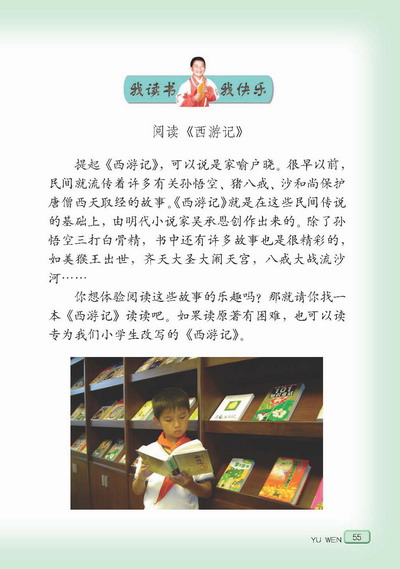 我读书 我快乐
阅读《西游记》
提起《西游记》，可以说是家喻户晓。很早以前，
民间就流传着许多有关孙悟空、猪八戒、沙和尚保护
唐僧西天取经的故事。《西游记》就是在这些民间传说
的基础上，由明代小说家吴承恩创作出来的。除了孙
悟空三打白骨精，书中还有许多故事也是很精彩的，
如美猴王出世，齐天大圣大闹天宫，八戒大战流沙
河……
你想体验阅读这些故事的乐趣吗？那就请你找一
本《西游记》读读吧。如果读原著有困难，也可以读
专为我们小学生改写的《西游记》。
YU WEN 55